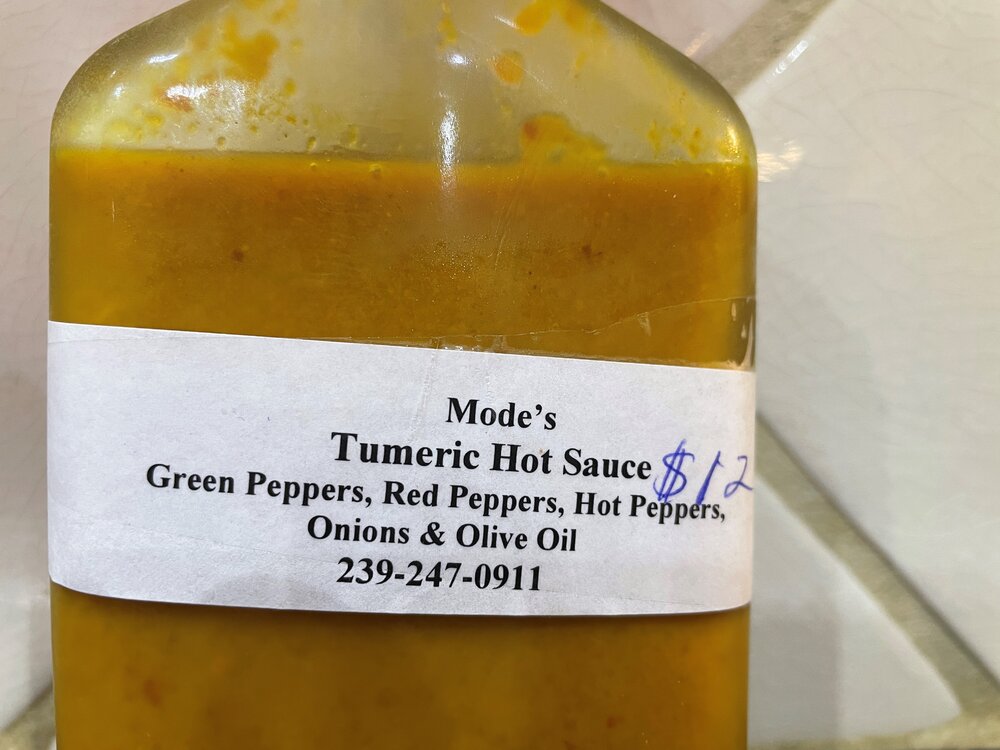 Mode's
Tumeric Hot Sauce $12
Green Peppers, Red Peppers, Hot Peppers,
Onions & Olive Oil
239-247-0911